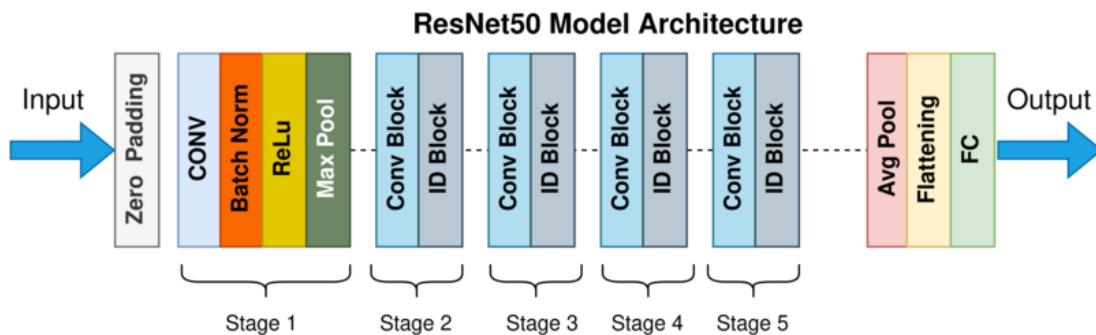 ResNet50 Model Architecture
Input
Zero Padding
CONV
Batch Norm
ReLu
Max Pool
Conv Block
ID Block
Conv Block
ID Block
Conv Block
ID Block
Conv Block
ID Block
Avg Pool
Flattening
FC
Output
Stage 1
Stage 2
Stage 3
Stage 4
Stage 5